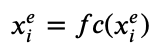 $x_i^e = fc(x_i^e)$